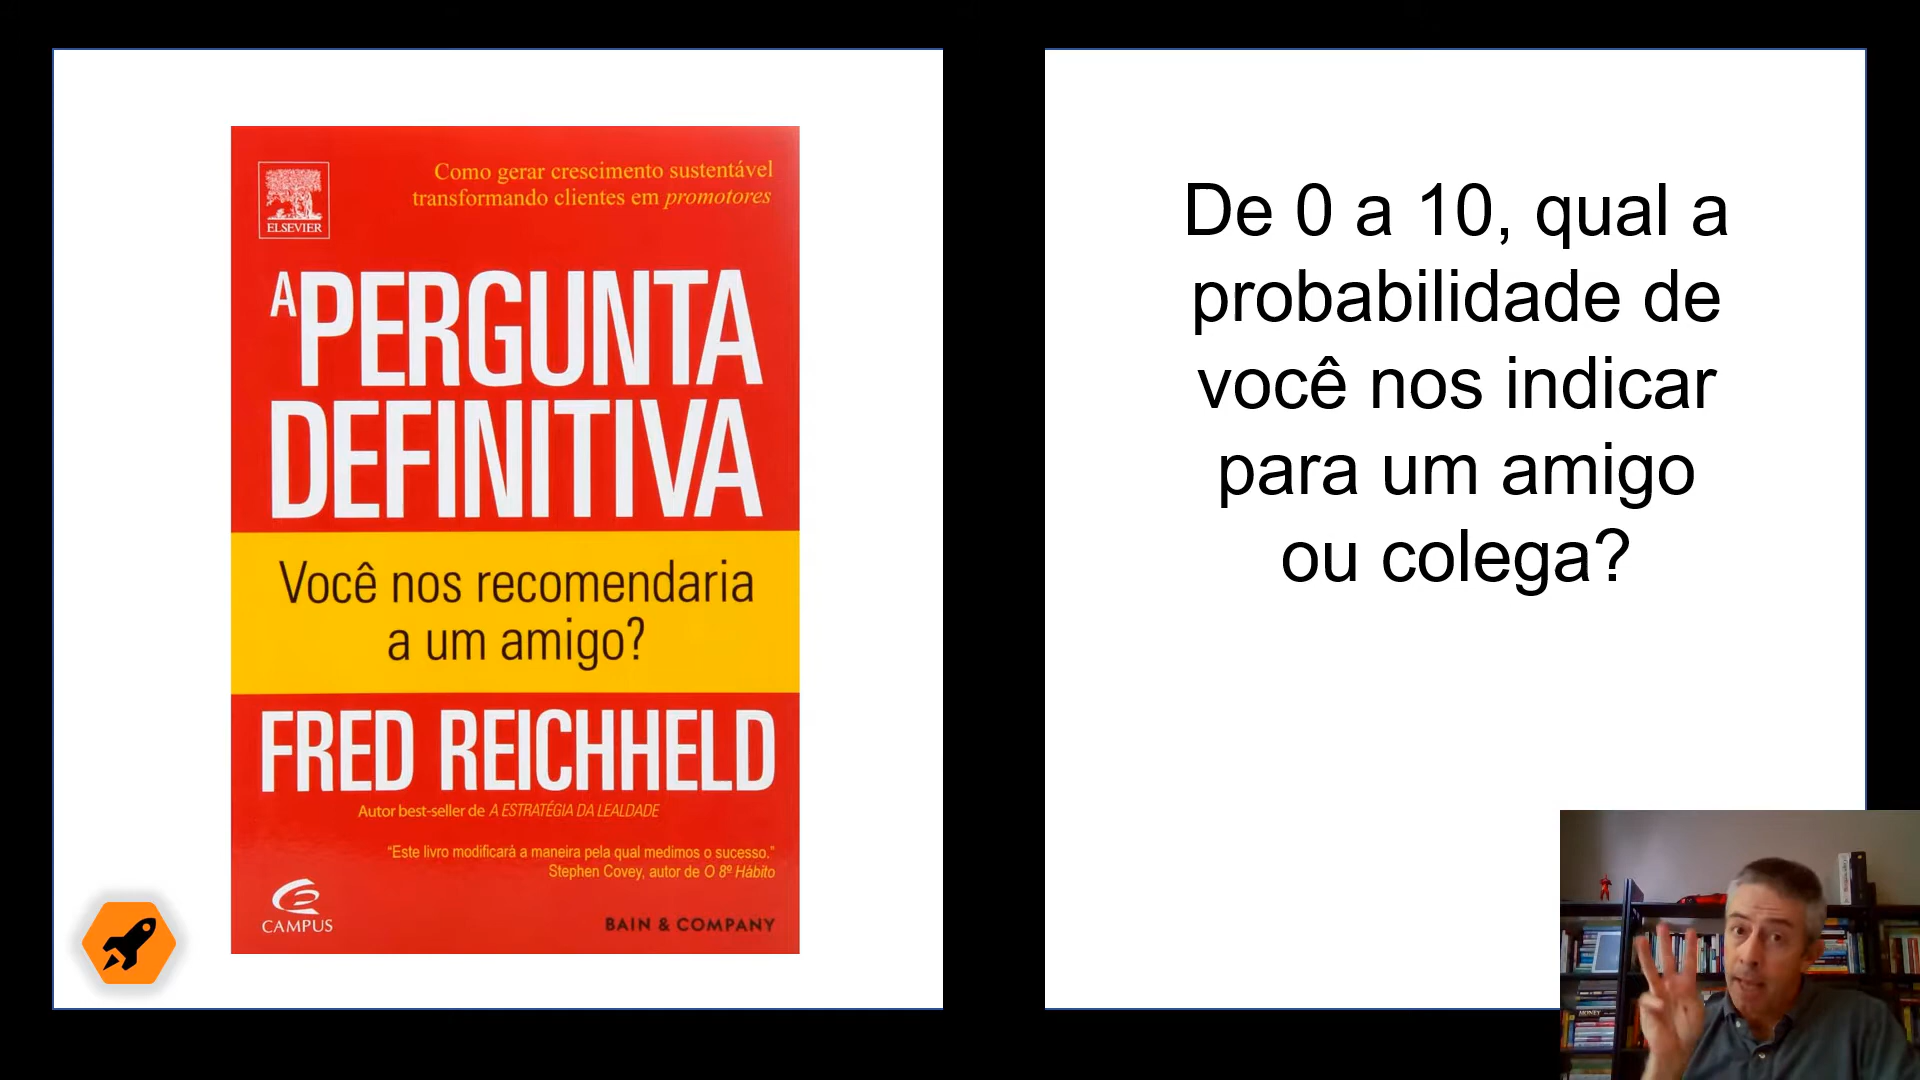 Como gerar crescimento sustentável
transformando clientes em promotores
ELSEVIER
A PERGUNTA
DEFINITIVA
Você nos recomendaria
a um amigo?
FRED REICHHELD
Autor best-seller de A ESTRATÉGIA DA LEALDADE
“Este livro modificará a maneira pela qual medimos o sucesso.”
Stephen Covey, autor de O 8º Hábito
CAMPUS
BAIN & COMPANY
De 0 a 10, qual a
probabilidade de
você nos indicar
para um amigo
ou colega?
MONEY